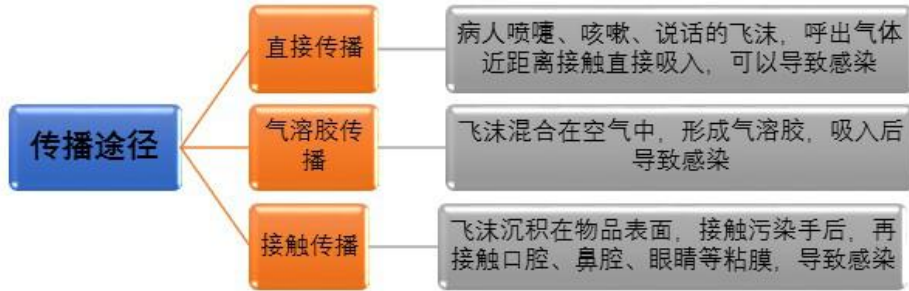 传播途径
直接传播
病人喷嚏、咳嗽、说话的飞沫，呼出气体
近距离接触直接吸入，可以导致感染
气溶胶传
播
飞沫混合在空气中，形成气溶胶，吸入后
导致感染
接触传播
飞沫沉积在物品表面，接触污染手后，再
接触口腔、鼻腔、眼睛等粘膜，导致感染